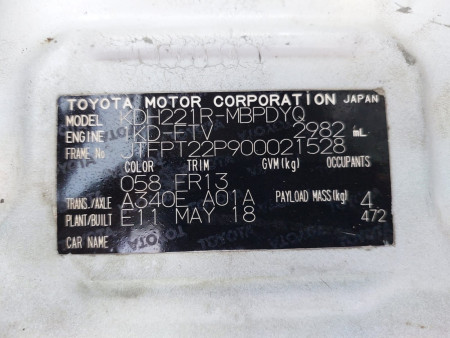 TOYOTA MOTOR CORPORATION JAPAN
MODEL KDH221R-MBPDYQ
ENGINE 1KD-FTV 2982 mL
FRAME No. JTFPT22P900021528
COLOR TRIM GVM(kg) OCCUPANTS
058 FR13
TRANS./AXLE A340E A01A PAYLOAD MASS(kg) 4
PLANT/BUILT E11 MAY 18 472
CAR NAME